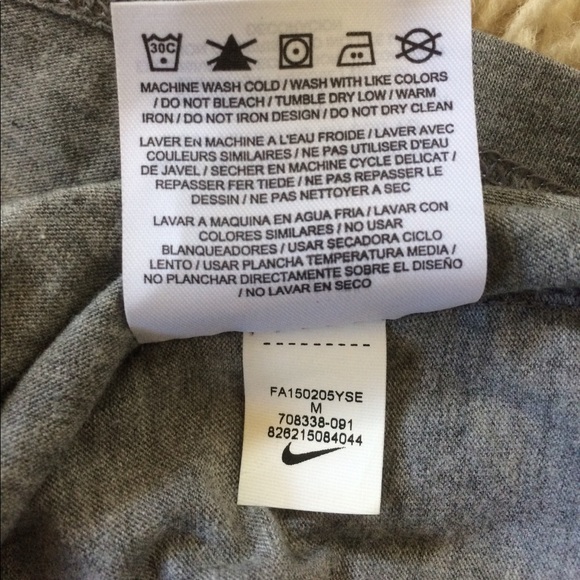 30C
MACHINE WASH COLD / WASH WITH LIKE COLORS
/ DO NOT BLEACH / TUMBLE DRY LOW / WARM
IRON / DO NOT IRON DESIGN / DO NOT DRY CLEAN
LAVER EN MACHINE A L'EAU FROIDE / LAVER AVEC
COULEURS SIMILAIRES / NE PAS UTILISER D'EAU
DE JAVEL / SECHER EN MACHINE CYCLE DELICAT /
REPASSER FER TIEDE / NE PAS REPASSER LE
DESSIN / NE PAS NETTOYER A SEC
LAVAR A MAQUINA EN AGUA FRIA / LAVAR CON
COLORES SIMILARES / NO USAR
BLANQUEADORES / USAR SECADORA CICLO
LENTO / USAR PLANCHA TEMPERATURA MEDIA /
NO PLANCHAR DIRECTAMENTE SOBRE EL DISEÑO
/ NO LAVAR EN SECO
FA150205YSE
M
708338-091
826215084044